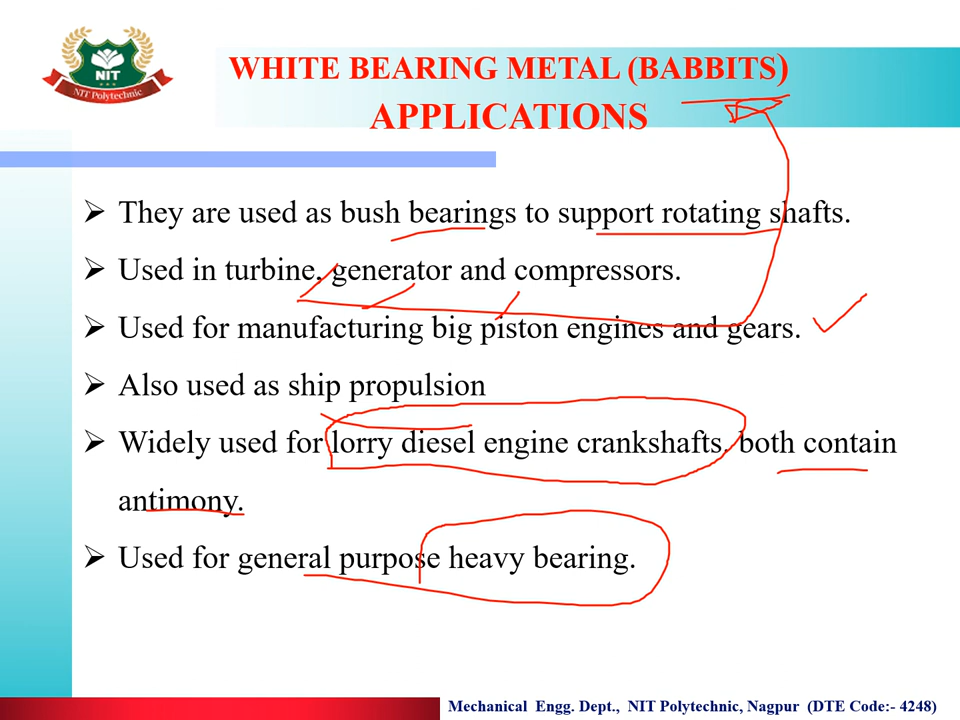 NIT
NIT Polytechnic
WHITE BEARING METAL (BABBITS)
APPLICATIONS
➢ They are used as bush bearings to support rotating shafts.
➢ Used in turbine, generator and compressors.
➢ Used for manufacturing big piston engines and gears.
➢ Also used as ship propulsion
➢ Widely used for lorry diesel engine crankshafts. both contain
antimony.
➢ Used for general purpose heavy bearing.
Mechanical Engg. Dept., NIT Polytechnic, Nagpur (DTE Code:- 4248)